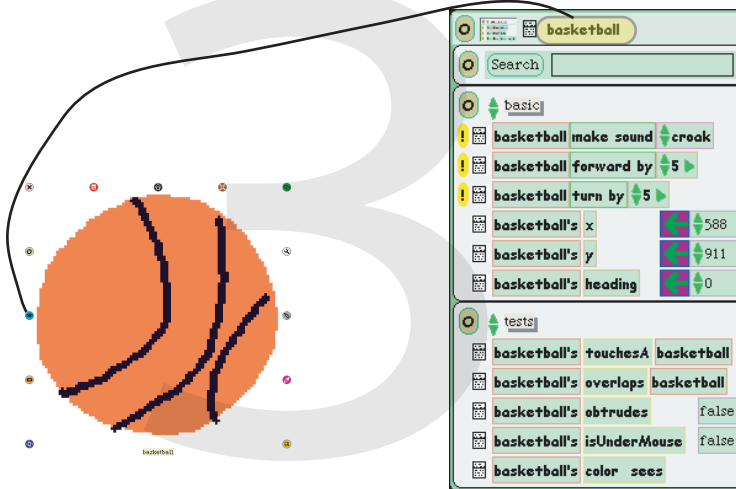 basketball
Search
basic
! basketball make sound croak
! basketball forward by 5
! basketball turn by 5
basketball's x 588
basketball's y 911
basketball's heading 0
tests
basketball's touchesA basketball
basketball's overlaps basketball
basketball's obtrudes false
basketball's isUnderMouse false
basketball's color sees
basketball
3